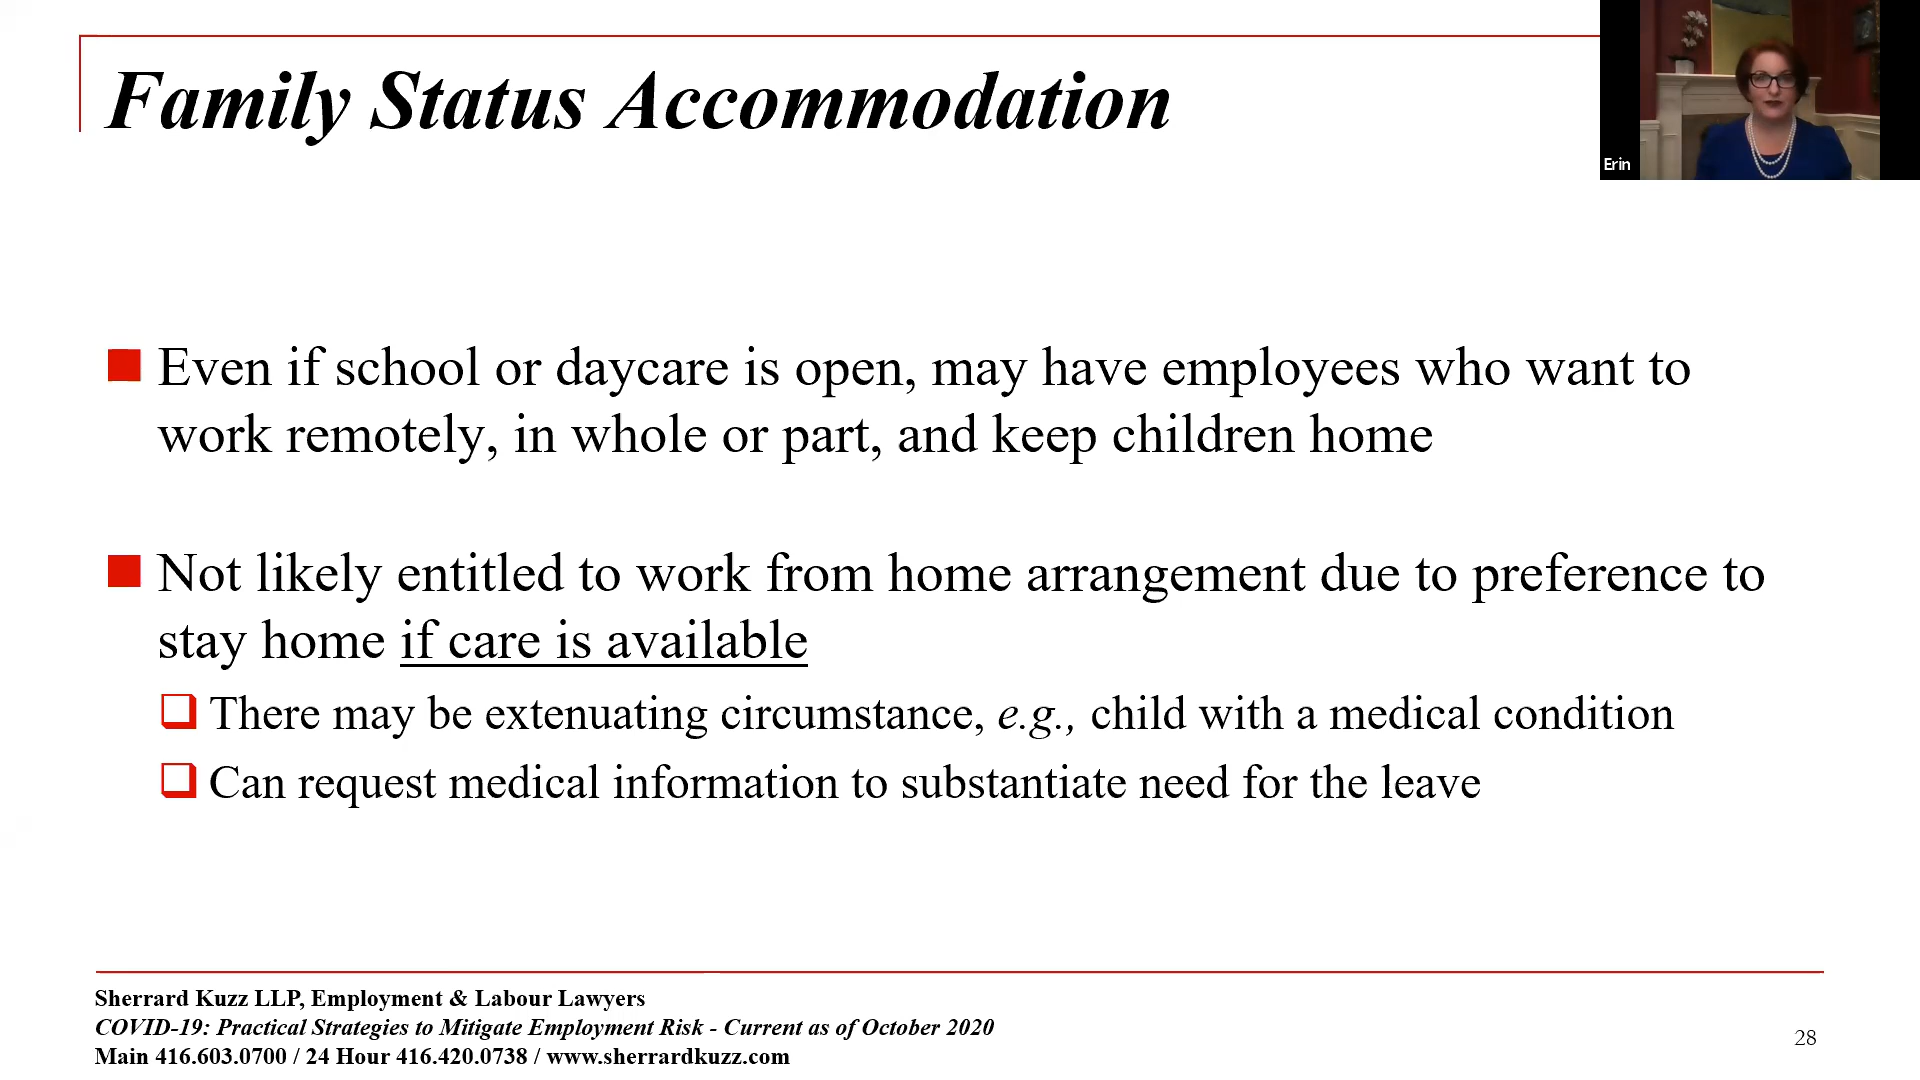 Family Status Accommodation
Erin
Even if school or daycare is open, may have employees who want to
work remotely, in whole or part, and keep children home
Not likely entitled to work from home arrangement due to preference to
stay home if care is available
There may be extenuating circumstance, e.g., child with a medical condition
Can request medical information to substantiate need for the leave
Sherrard Kuzz LLP, Employment & Labour Lawyers
COVID-19: Practical Strategies to Mitigate Employment Risk - Current as of October 2020
Main 416.603.0700 / 24 Hour 416.420.0738 / www.sherrardkuzz.com
28